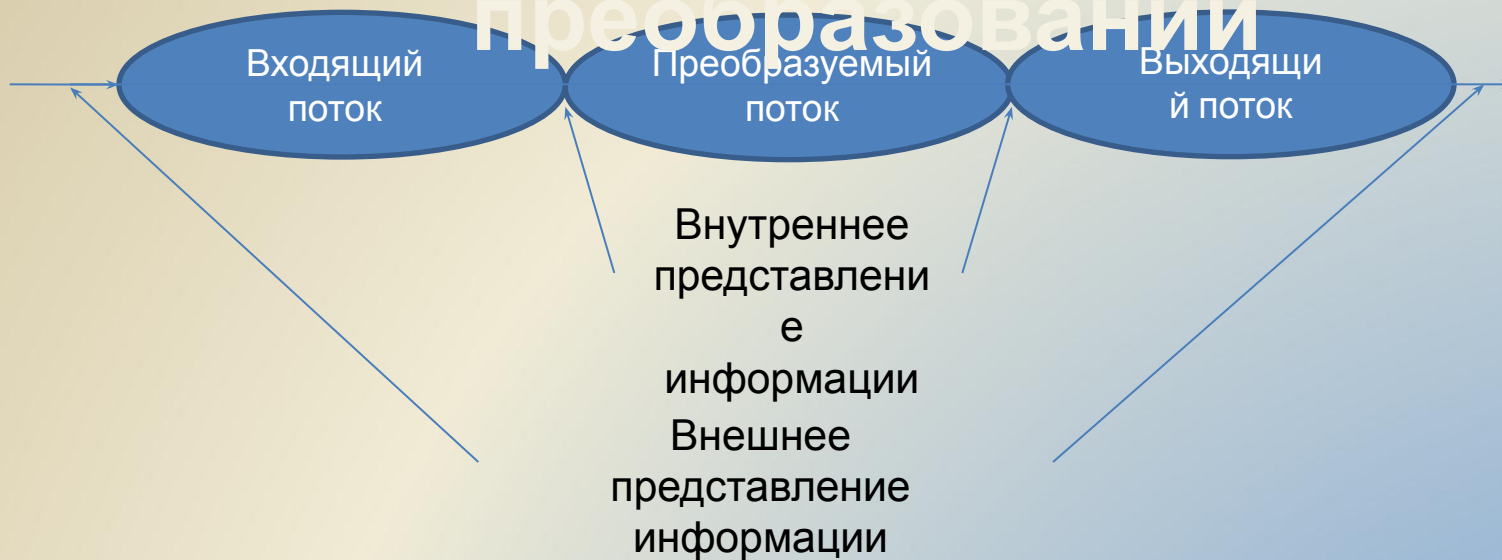 преобразований
Входящий
поток
Преобразуемый
поток
Выходящи
й поток
Внутреннее
представлени
е
информации
Внешнее
представление
информации